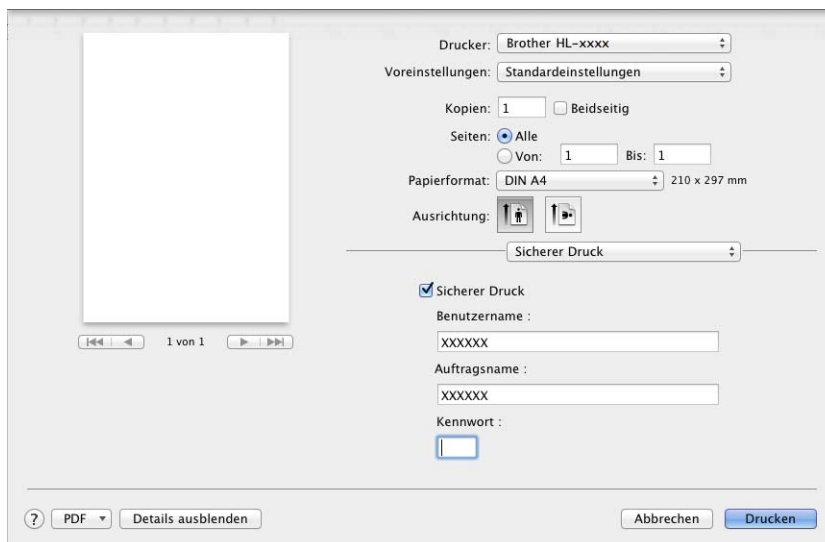 Drucker: Brother HL-xxxx
Voreinstellungen: Standardeinstellungen
Kopien: 1 Beidseitig
Seiten: Alle
Von: 1 Bis: 1
Papierformat: DIN A4 210 x 297 mm
Ausrichtung:
Sicherer Druck
Sicherer Druck
Benutzername :
XXXXXX
Auftragsname :
XXXXXX
Kennwort :
1 von 1
? PDF Details ausblenden Abbrechen Drucken